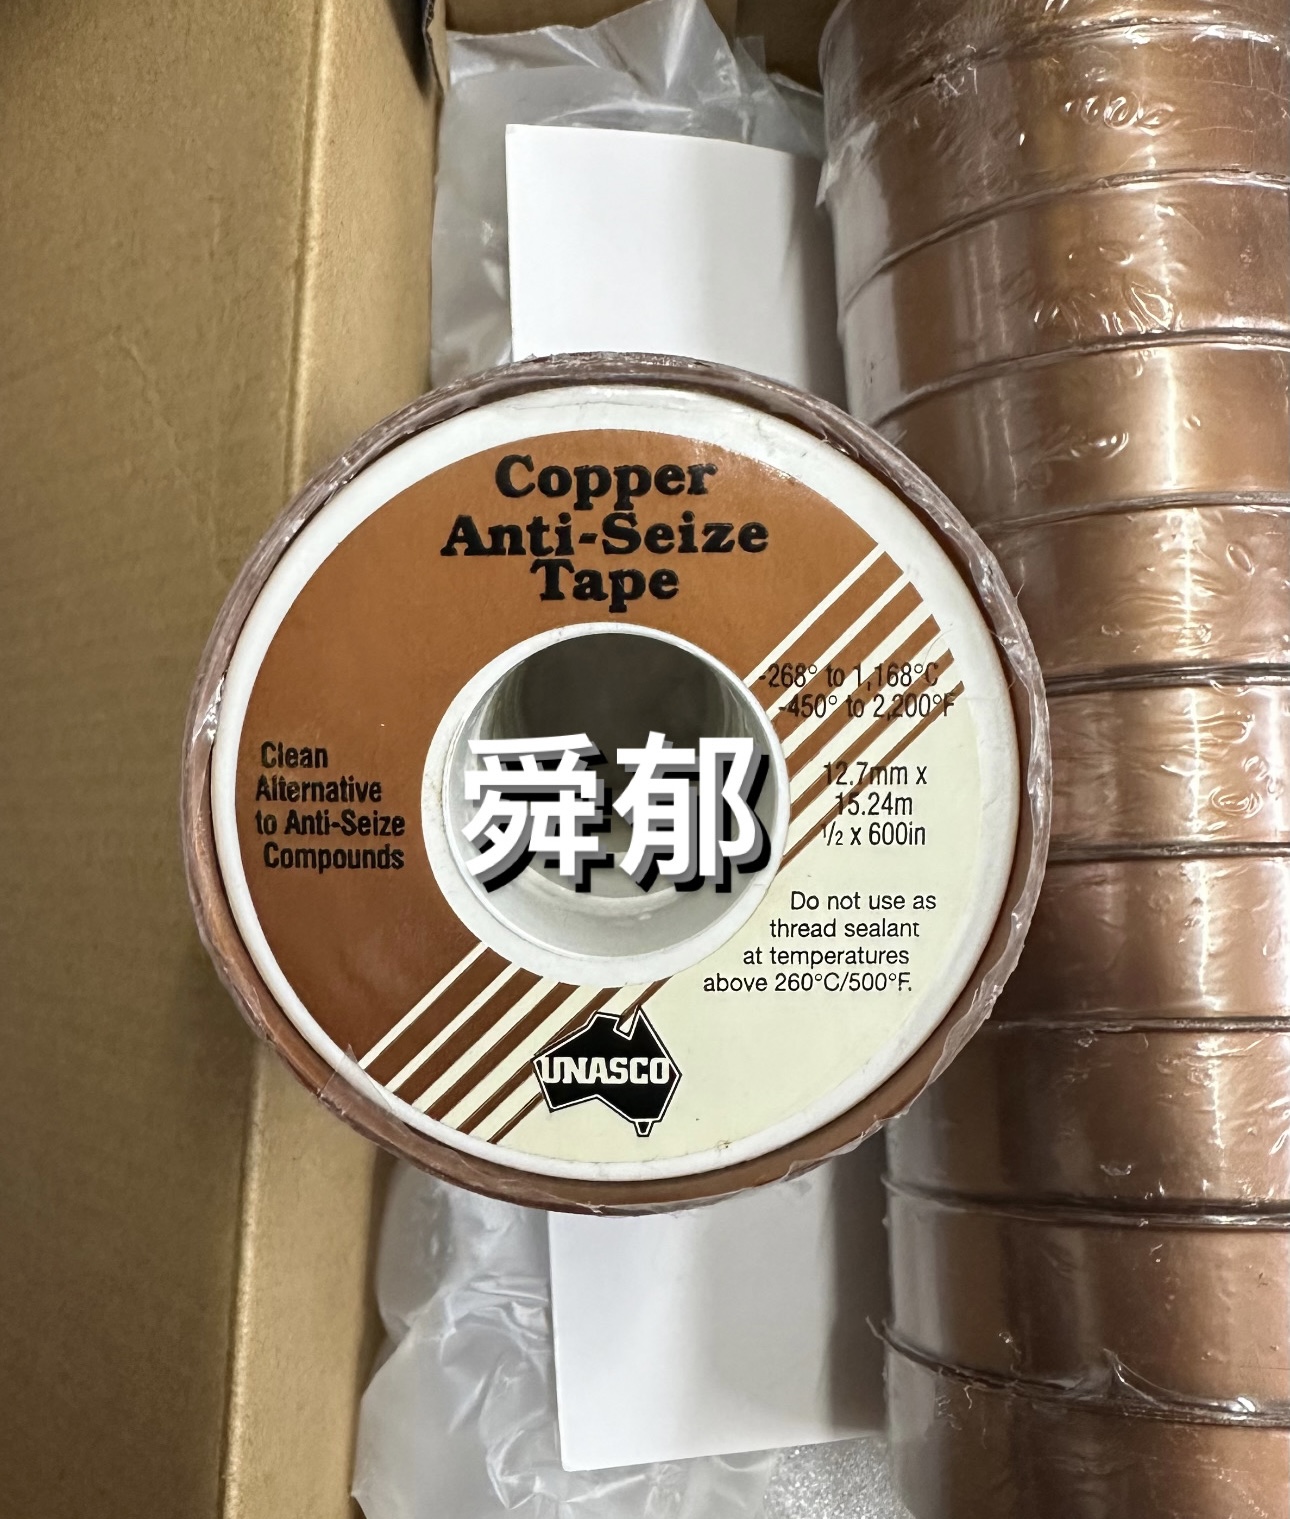 Copper
Anti-Seize
Tape
-268° to 1,168°C
-450° to 2,200°F
Clean
Alternative
to Anti-Seize
Compounds
舜郁
12.7mm x
15.24m
1/2 x 600in
Do not use as
thread sealant
at temperatures
above 260°C/500°F.
UNASCO